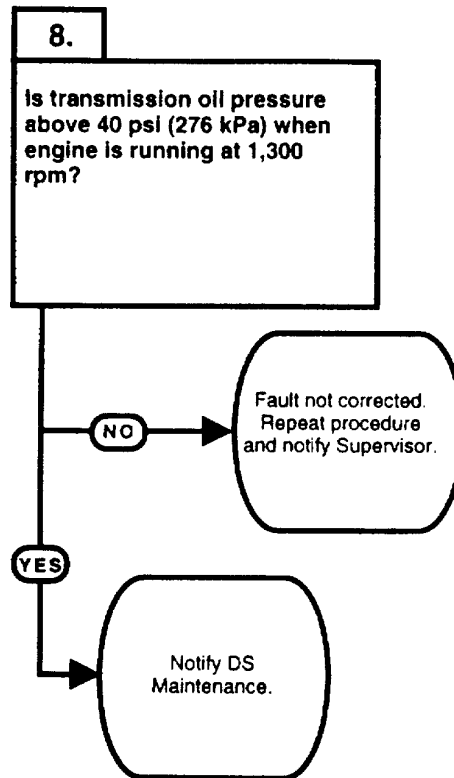 8.
Is transmission oil pressure
above 40 psi (276 kPa) when
engine is running at 1,300
rpm?
NO
Fault not corrected.
Repeat procedure
and notify Supervisor.
YES
Notify DS
Maintenance.